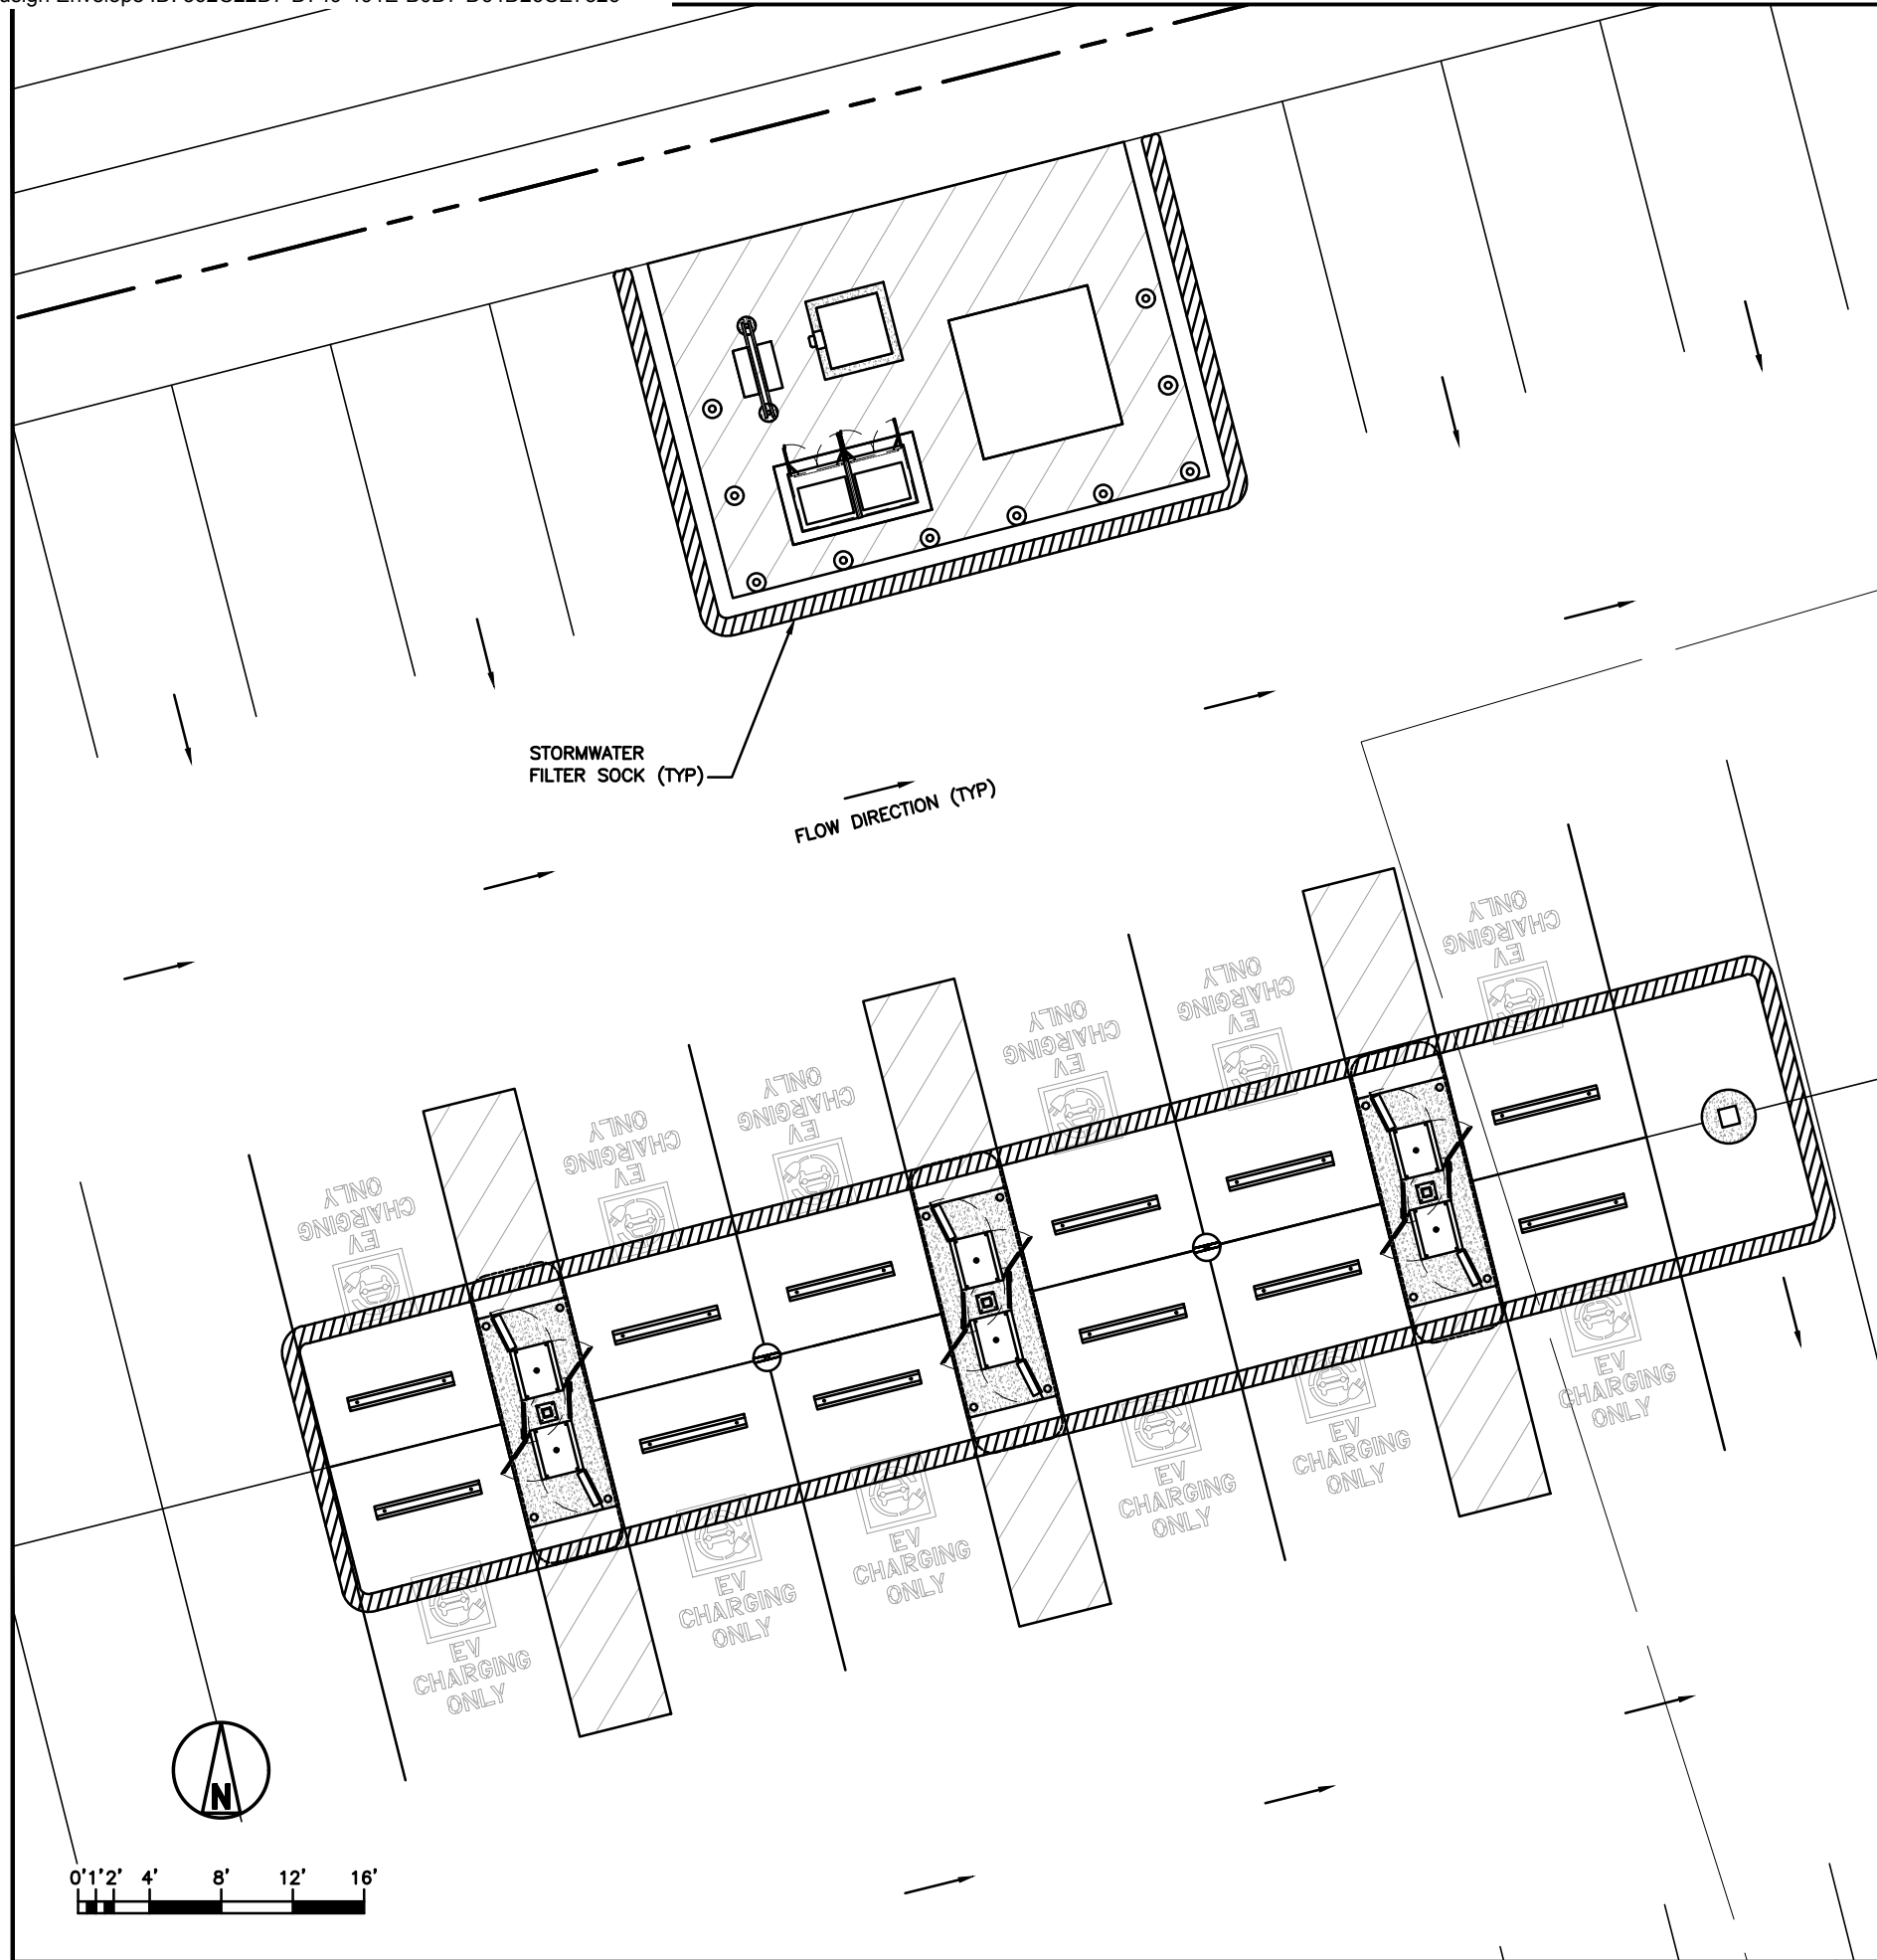 STORMWATER
FILTER SOCK (TYP)
FLOW DIRECTION (TYP)
EV
CHARGING
ONLY
EV
CHARGING
ONLY
EV
CHARGING
ONLY
EV
CHARGING
ONLY
EV
CHARGING
ONLY
EV
CHARGING
ONLY
EV
CHARGING
ONLY
EV
CHARGING
ONLY
EV
CHARGING
ONLY
EV
CHARGING
ONLY
EV
CHARGING
ONLY
EV
CHARGING
ONLY
N
0' 1' 2' 4' 8' 12' 16'